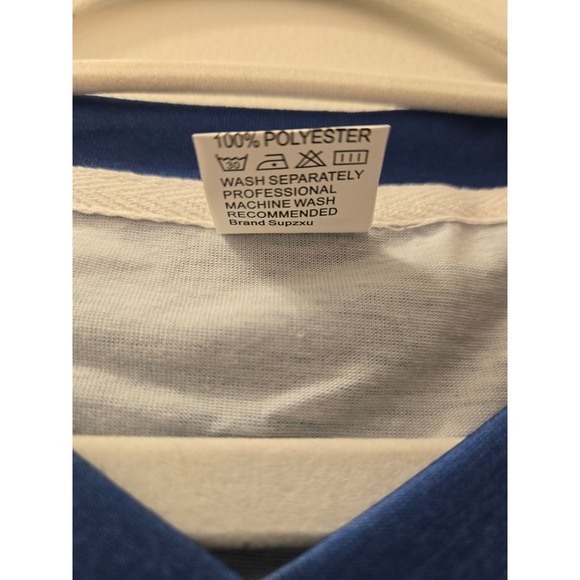 100% POLYESTER
30
WASH SEPARATELY
PROFESSIONAL
MACHINE WASH
RECOMMENDED
Brand Supzxu